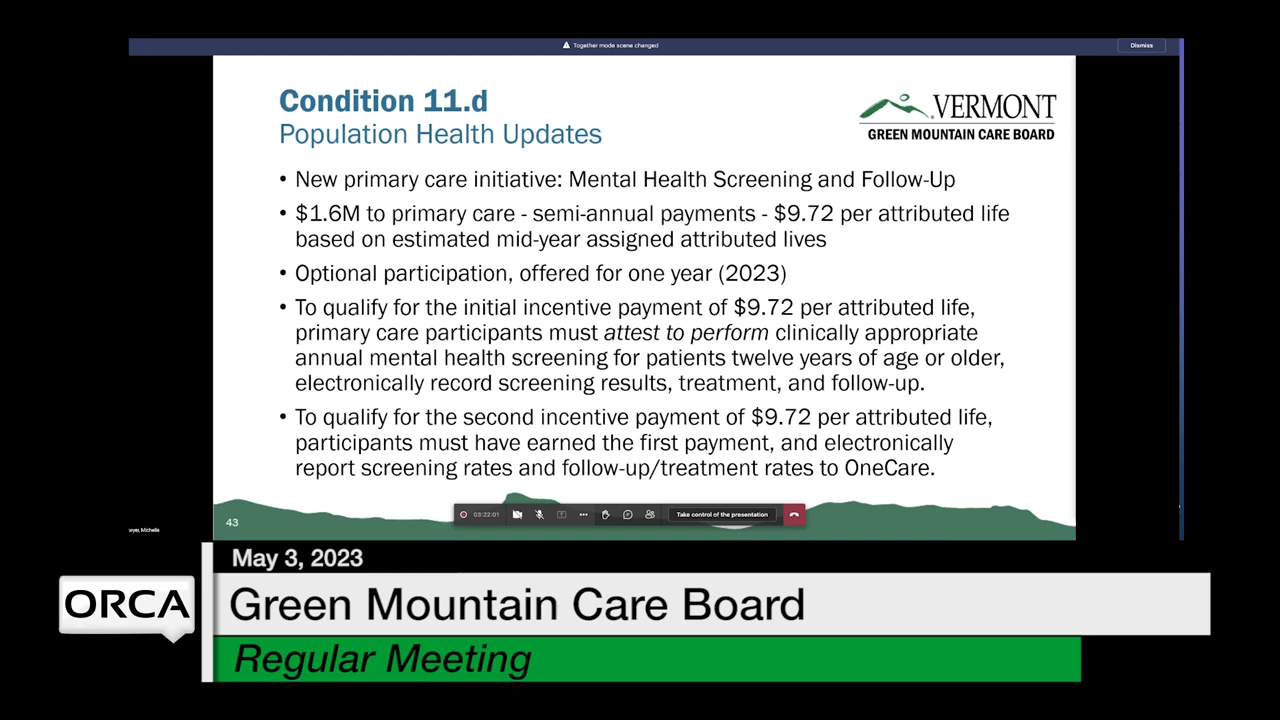 Together mode scene changed
Dismiss
Condition 11.d
Population Health Updates
VERMONT
GREEN MOUNTAIN CARE BOARD
• New primary care initiative: Mental Health Screening and Follow-Up
• $1.6M to primary care - semi-annual payments - $9.72 per attributed life
based on estimated mid-year assigned attributed lives
• Optional participation, offered for one year (2023)
• To qualify for the initial incentive payment of $9.72 per attributed life,
primary care participants must attest to perform clinically appropriate
annual mental health screening for patients twelve years of age or older,
electronically record screening results, treatment, and follow-up.
• To qualify for the second incentive payment of $9.72 per attributed life,
participants must have earned the first payment, and electronically
report screening rates and follow-up/treatment rates to OneCare.
43
03:22:01
Take control of the presentation
Michelle
May 3, 2023
ORCA
Green Mountain Care Board
Regular Meeting